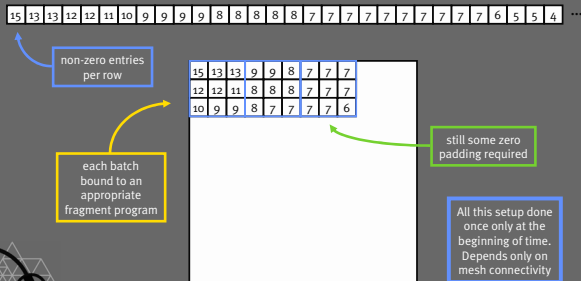 15 13 13 12 12 11 10 9 9 9 9 8 8 8 8 8 7 7 7 7 7 7 7 7 7 7 6 5 5 4 ...
non-zero entries
per row
15 13 13 9 9 8 7 7 7
12 12 11 8 8 8 7 7 7
10 9 9 8 7 7 7 7 6
still some zero
padding required
each batch
bound to an
appropriate
fragment program
All this setup done
once only at the
beginning of time.
Depends only on
mesh connectivity